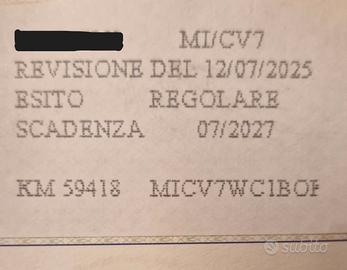 MI/CV7
REVISIONE DEL 12/07/2025
ESITO REGOLARE
SCADENZA 07/2027
KM 59418 MICV7WC1BOF
subito